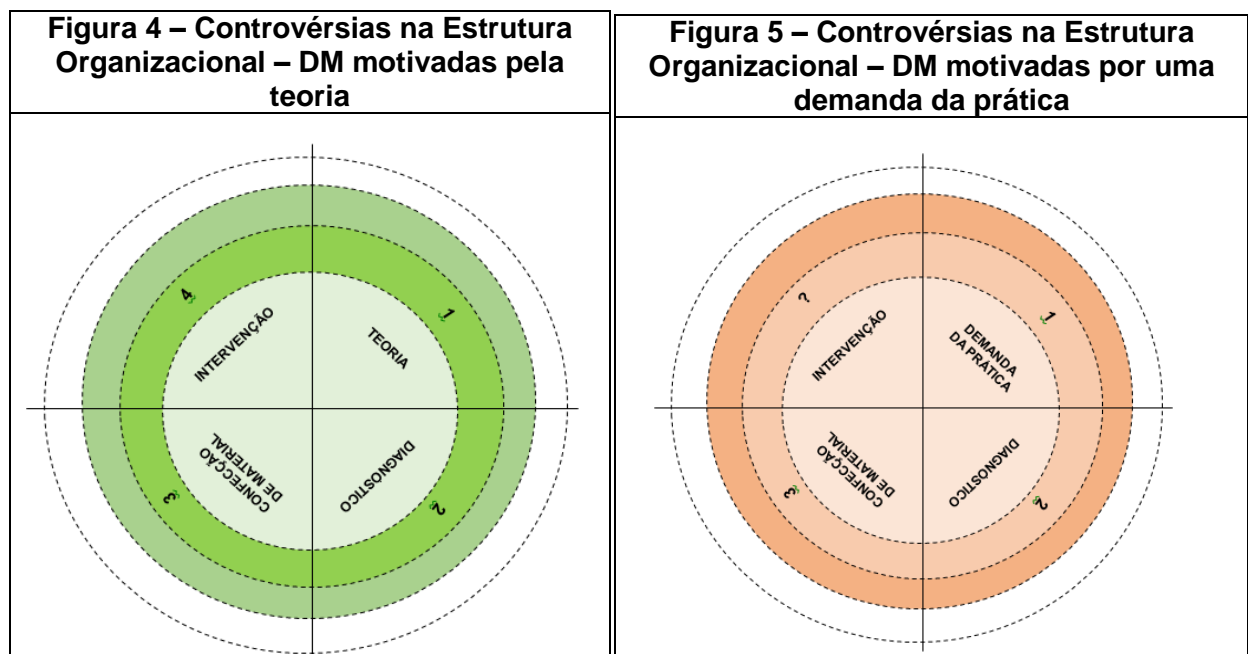 Figura 4 – Controvérsias na Estrutura
Organizacional – DM motivadas pela
teoria
4
1
INTERVENÇÃO
TEORIA
CONFECÇÃO
DE MATERIAL
DIAGNOSTICO
3
2
Figura 5 – Controvérsias na Estrutura
Organizacional – DM motivadas por uma
demanda da prática
?
1
INTERVENÇÃO
DEMANDA
DA PRÁTICA
CONFECÇÃO
DE MATERIAL
DIAGNOSTICO
3
2